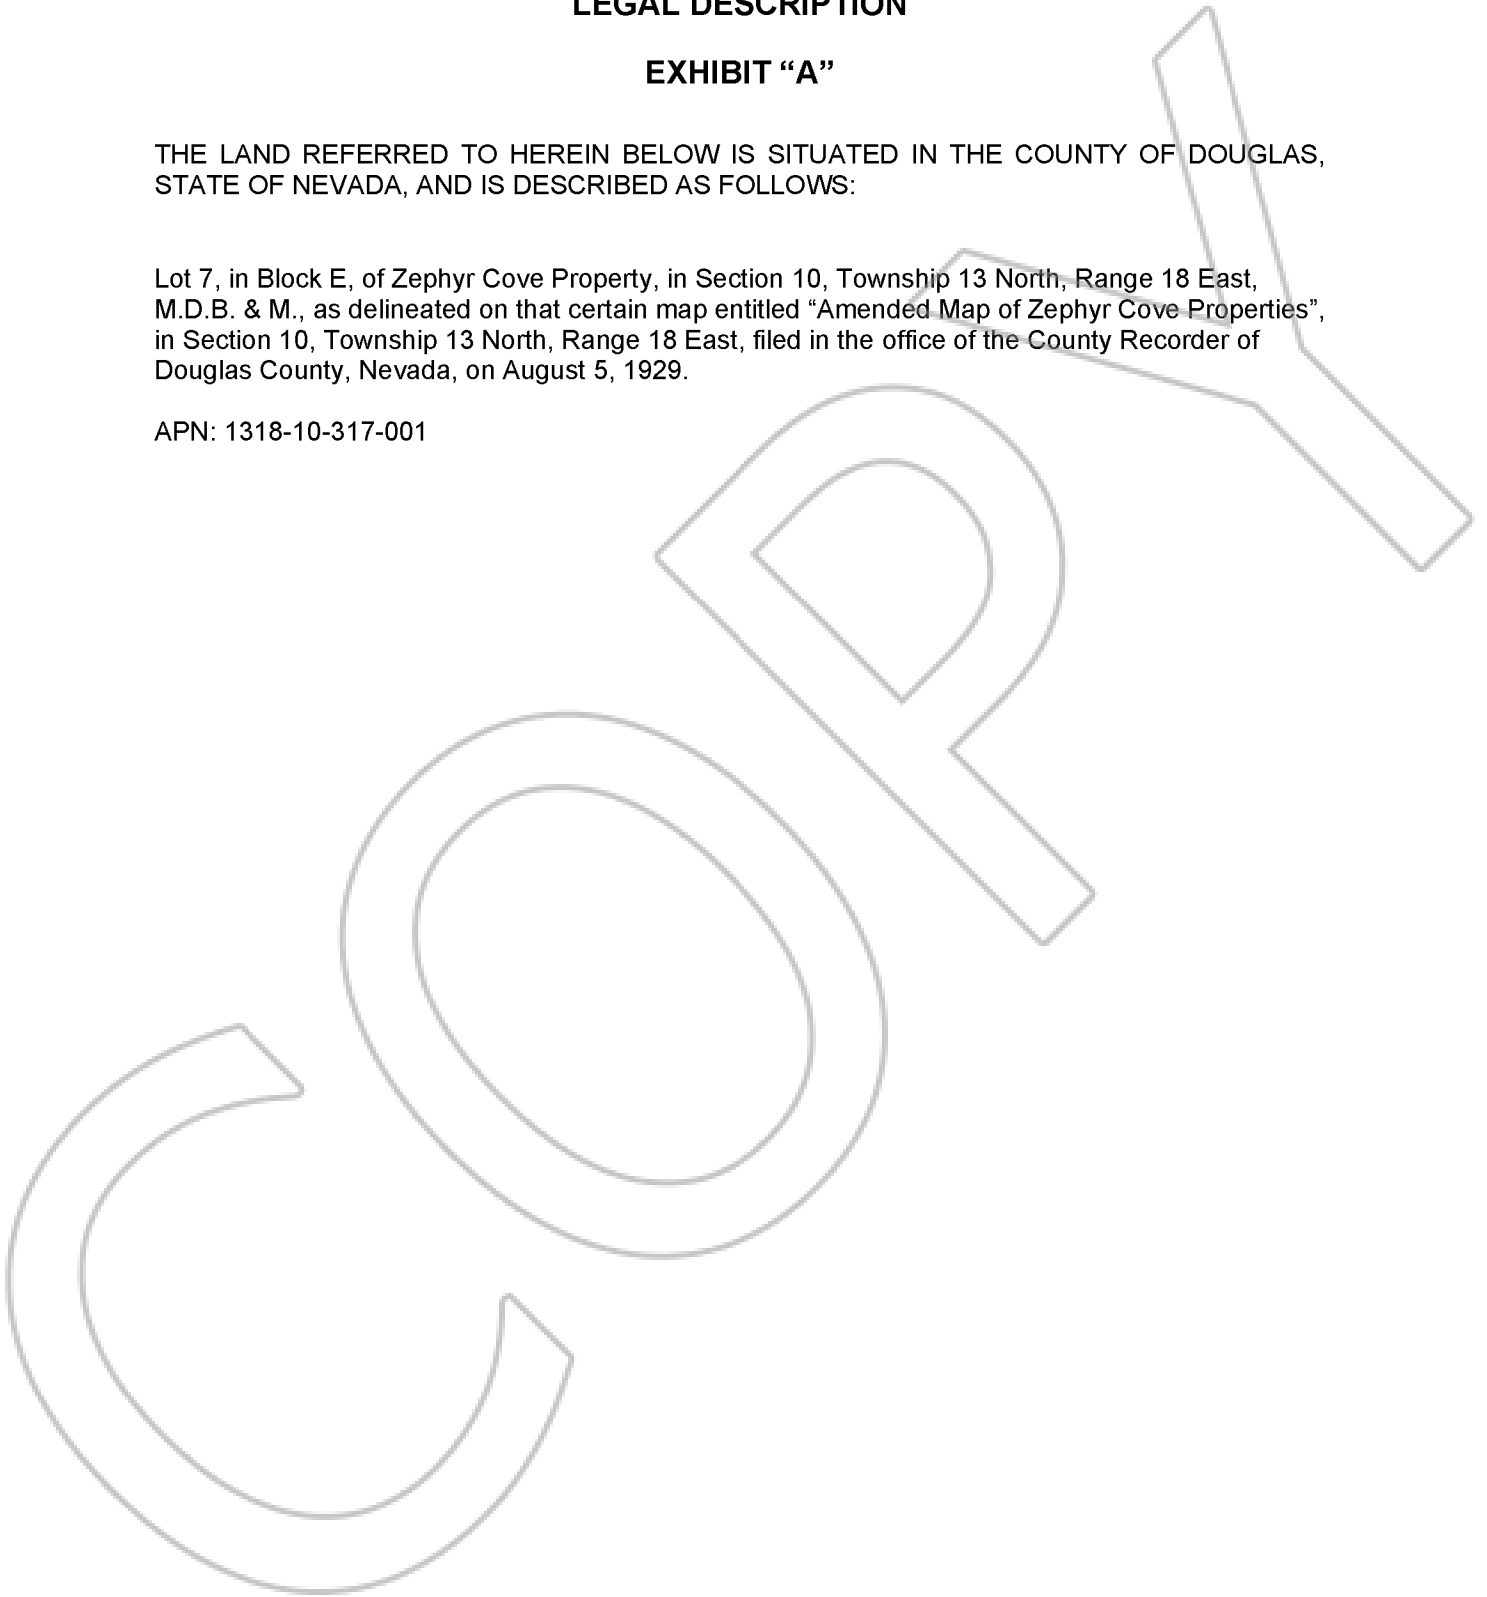 LEGAL DESCRIPTION
EXHIBIT “A”
THE LAND REFERRED TO HEREIN BELOW IS SITUATED IN THE COUNTY OF DOUGLAS,
STATE OF NEVADA, AND IS DESCRIBED AS FOLLOWS:
Lot 7, in Block E, of Zephyr Cove Property, in Section 10, Township 13 North, Range 18 East,
M.D.B. & M., as delineated on that certain map entitled “Amended Map of Zephyr Cove Properties”,
in Section 10, Township 13 North, Range 18 East, filed in the office of the County Recorder of
Douglas County, Nevada, on August 5, 1929.
APN: 1318-10-317-001
COPY